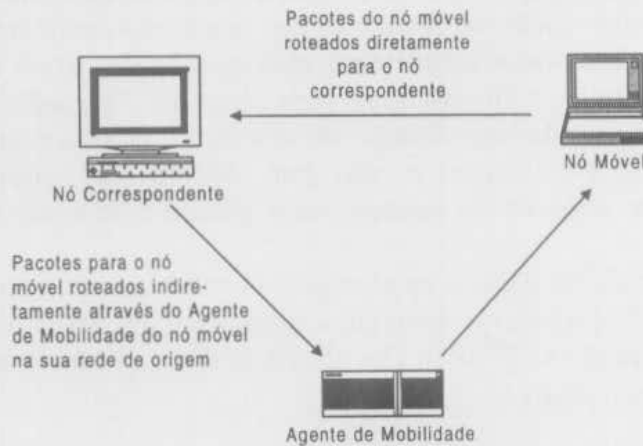 Pacotes do nó móvel
roteados diretamente
para o nó
correspondente
Nó Correspondente
Nó Móvel
Pacotes para o nó
móvel roteados indire-
tamente através do Agente
de Mobilidade do nó móvel
na sua rede de origem
Agente de Mobilidade